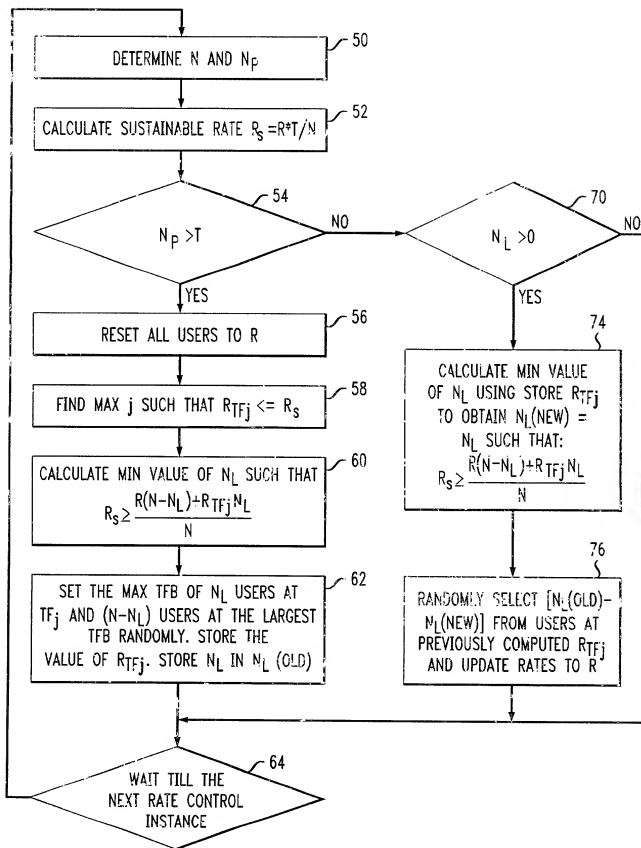 50
DETERMINE N AND Np
52
CALCULATE SUSTAINABLE RATE Rs=R*T/N
54
Np >T
NO
YES
56
RESET ALL USERS TO R
58
FIND MAX j SUCH THAT RTFj <= Rs
60
CALCULATE MIN VALUE OF NL SUCH THAT
Rs≥ R(N-NL)+RTFj NL
N
SET THE MAX TFB OF NL USERS AT
62
TFj AND (N-NL) USERS AT THE LARGEST
TFB RANDOMLY. STORE THE
VALUE OF RTFj. STORE NL IN NL (OLD)
64
WAIT TILL THE
NEXT RATE CONTROL
INSTANCE
70
NL >0
NO
YES
74
CALCULATE MIN VALUE
OF NL USING STORE RTFj
TO OBTAIN NL(NEW) =
NL SUCH THAT:
Rs≥ R(N-NL)+RTFj NL
N
76
RANDOMLY SELECT [NL(OLD)-
NL(NEW)] FROM USERS AT
PREVIOUSLY COMPUTED RTFj
AND UPDATE RATES TO R